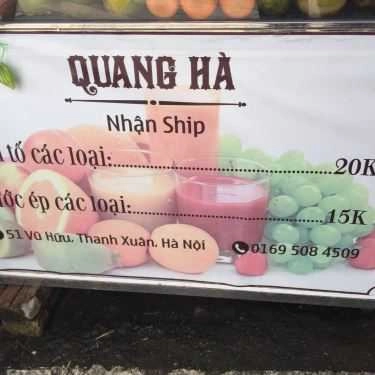 QUANG HÀ
Nhận Ship
tố các loại:..............................20K
ép các loại:..............................15K
51 Vũ Hữu, Thanh Xuân, Hà Nội 0169 508 4509